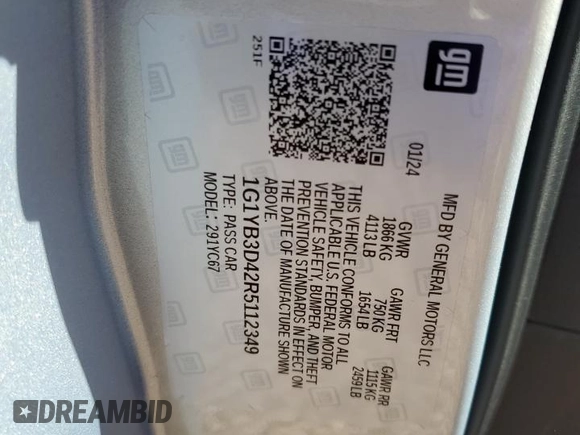 gm
MFD BY GENERAL MOTORS LLC
01/24
GVWR GAWR FRT GAWR RR
1866 KG 750 KG 1115 KG
4113 LB 1654 LB 2459 LB
THIS VEHICLE CONFORMS TO ALL
APPLICABLE U.S. FEDERAL MOTOR
VEHICLE SAFETY, BUMPER, AND THEFT
PREVENTION STANDARDS IN EFFECT ON
THE DATE OF MANUFACTURE SHOWN
ABOVE.
1G1YB3D42R5112349
TYPE: PASS CAR
MODEL: 291YC67
251F
DREAMBID